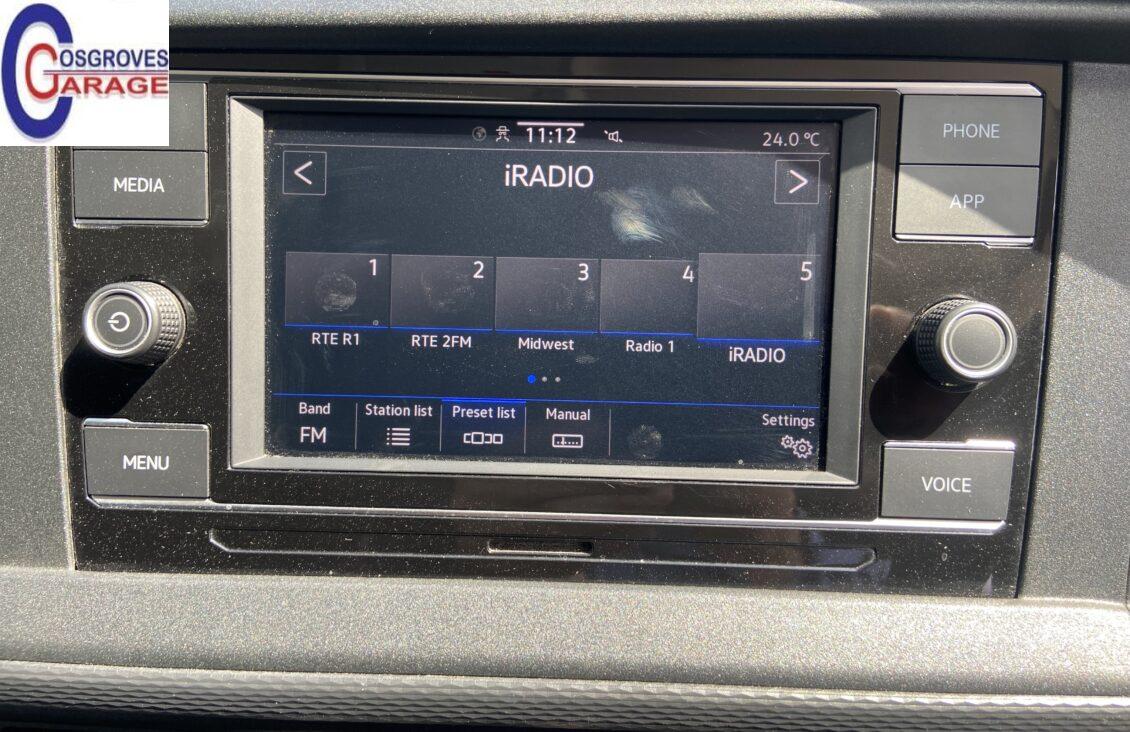 COSGROVES
GARAGE
MEDIA
MENU
11:12
24.0 °C
<
iRADIO
>
1
2
3
4
5
RTE R1
RTE 2FM
Midwest
Radio 1
iRADIO
Band
FM
Station list
Preset list
Manual
Settings
PHONE
APP
VOICE